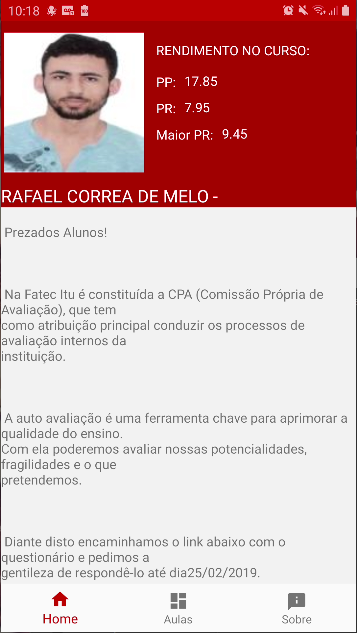 10:18
RENDIMENTO NO CURSO:
PP: 17.85
PR: 7.95
Maior PR: 9.45
RAFAEL CORREA DE MELO -
Prezados Alunos!
Na Fatec Itu é constituída a CPA (Comissão Própria de
Avaliação), que tem
como atribuição principal conduzir os processos de
avaliação internos da
instituição.
A auto avaliação é uma ferramenta chave para aprimorar a
qualidade do ensino.
Com ela poderemos avaliar nossas potencialidades,
fragilidades e o que
pretendemos.
Diante disto encaminhamos o link abaixo com o
questionário e pedimos a
gentileza de respondê-lo até dia25/02/2019.
Home
Aulas
Sobre